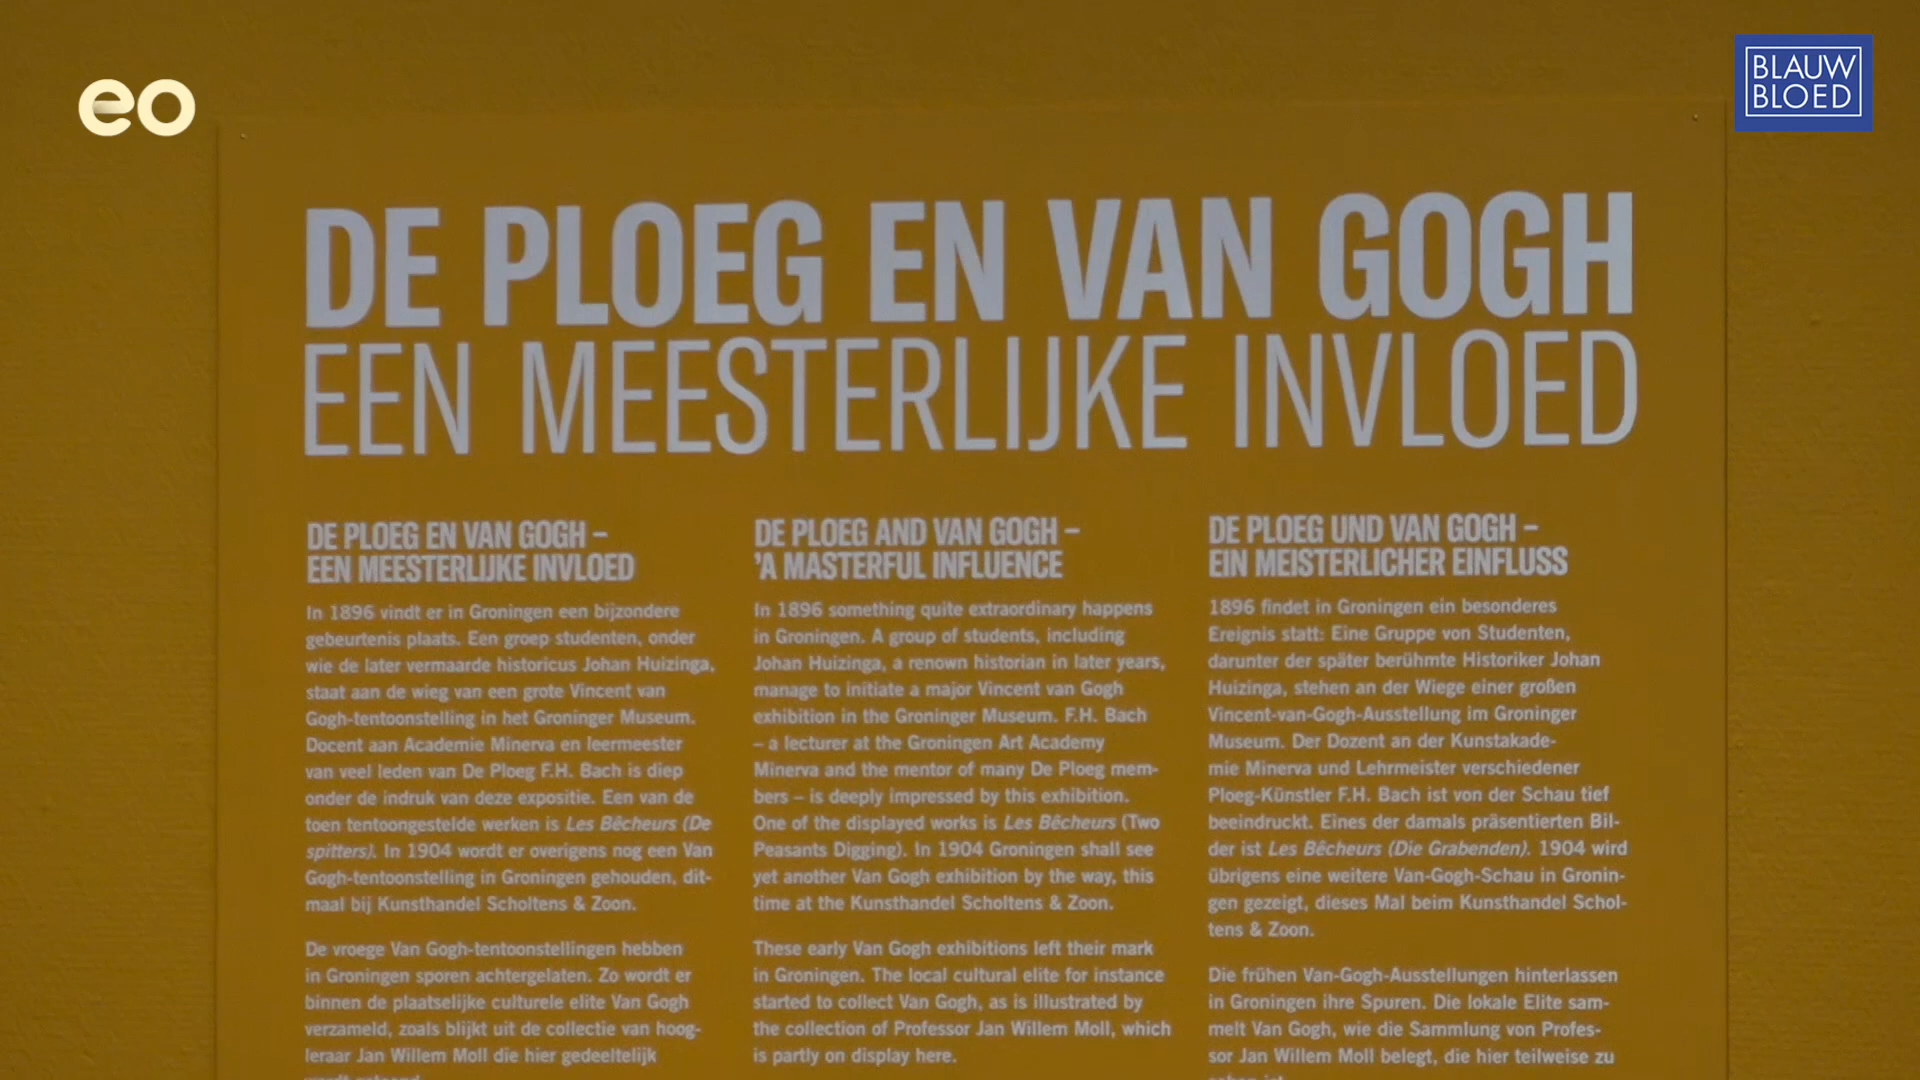 eo
BLAUW
BLOED
DE PLOEG EN VAN GOGH
EEN MEESTERLIJKE INVLOED
DE PLOEG EN VAN GOGH –
EEN MEESTERLIJKE INVLOED
In 1896 vindt er in Groningen een bijzondere
gebeurtenis plaats. Een groep studenten, onder
wie de later vermaarde historicus Johan Huizinga,
staat aan de wieg van een grote Vincent van
Gogh-tentoonstelling in het Groninger Museum.
Docent aan Academie Minerva en leermeester
van veel leden van De Ploeg F.H. Bach is diep
onder de indruk van deze expositie. Een van de
toen tentoongestelde werken is Les Bêcheurs (De
spitters). In 1904 wordt er overigens nog een Van
Gogh-tentoonstelling in Groningen gehouden, dit-
maal bij Kunsthandel Scholtens & Zoon.
De vroege Van Gogh-tentoonstellingen hebben
in Groningen sporen achtergelaten. Zo wordt er
binnen de plaatselijke culturele elite Van Gogh
verzameld, zoals blijkt uit de collectie van hoog-
leraar Jan Willem Moll die hier gedeeltelijk
DE PLOEG AND VAN GOGH –
'A MASTERFUL INFLUENCE
In 1896 something quite extraordinary happens
in Groningen. A group of students, including
Johan Huizinga, a renown historian in later years,
manage to initiate a major Vincent van Gogh
exhibition in the Groninger Museum. F.H. Bach
– a lecturer at the Groningen Art Academy
Minerva and the mentor of many De Ploeg mem-
bers – is deeply impressed by this exhibition.
One of the displayed works is Les Bêcheurs (Two
Peasants Digging). In 1904 Groningen shall see
yet another Van Gogh exhibition by the way, this
time at the Kunsthandel Scholtens & Zoon.
These early Van Gogh exhibitions left their mark
in Groningen. The local cultural elite for instance
started to collect Van Gogh, as is illustrated by
the collection of Professor Jan Willem Moll, which
is partly on display here.
DE PLOEG UND VAN GOGH –
EIN MEISTERLICHER EINFLUSS
1896 findet in Groningen ein besonderes
Ereignis statt: Eine Gruppe von Studenten,
darunter der später berühmte Historiker Johan
Huizinga, stehen an der Wiege einer großen
Vincent-van-Gogh-Ausstellung im Groninger
Museum. Der Dozent an der Kunstakade-
mie Minerva und Lehrmeister verschiedener
Ploeg-Künstler F.H. Bach ist von der Schau tief
beeindruckt. Eines der damals präsentierten Bil-
der ist Les Bêcheurs (Die Grabenden). 1904 wird
übrigens eine weitere Van-Gogh-Schau in Gronin-
gen gezeigt, dieses Mal beim Kunsthandel Schol-
tens & Zoon.
Die frühen Van-Gogh-Ausstellungen hinterlassen
in Groningen ihre Spuren. Die lokale Elite sam-
melt Van Gogh, wie die Sammlung von Profes-
sor Jan Willem Moll belegt, die hier teilweise zu